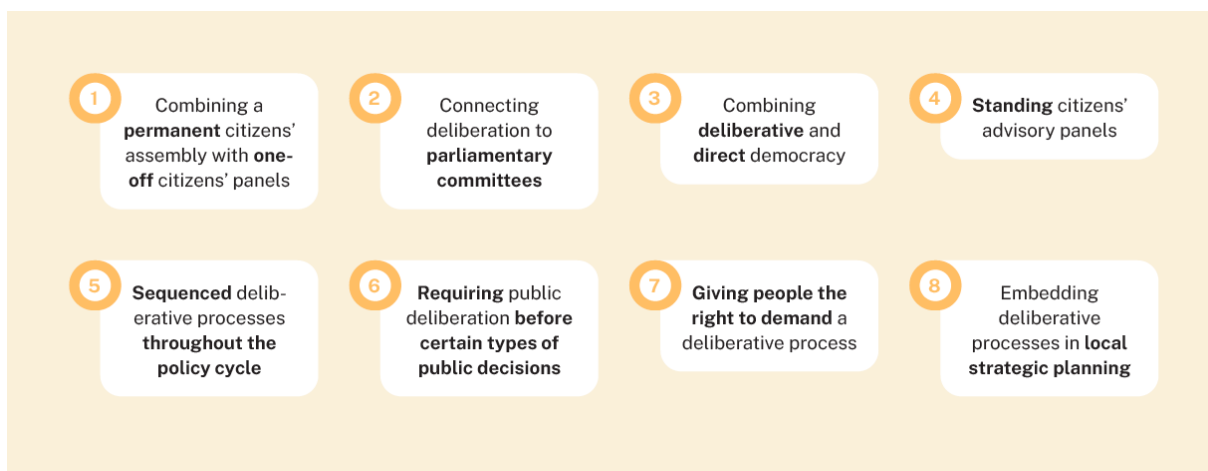 1
Combining a
permanent citizens'
assembly with one-
off citizens' panels
2
Connecting
deliberation to
parliamentary
committees
3
Combining
deliberative and
direct democracy
4
Standing citizens'
advisory panels
5
Sequenced delib-
erative processes
throughout the
policy cycle
6
Requiring public
deliberation before
certain types of
public decisions
7
Giving people the
right to demand a
deliberative process
8
Embedding
deliberative
processes in local
strategic planning